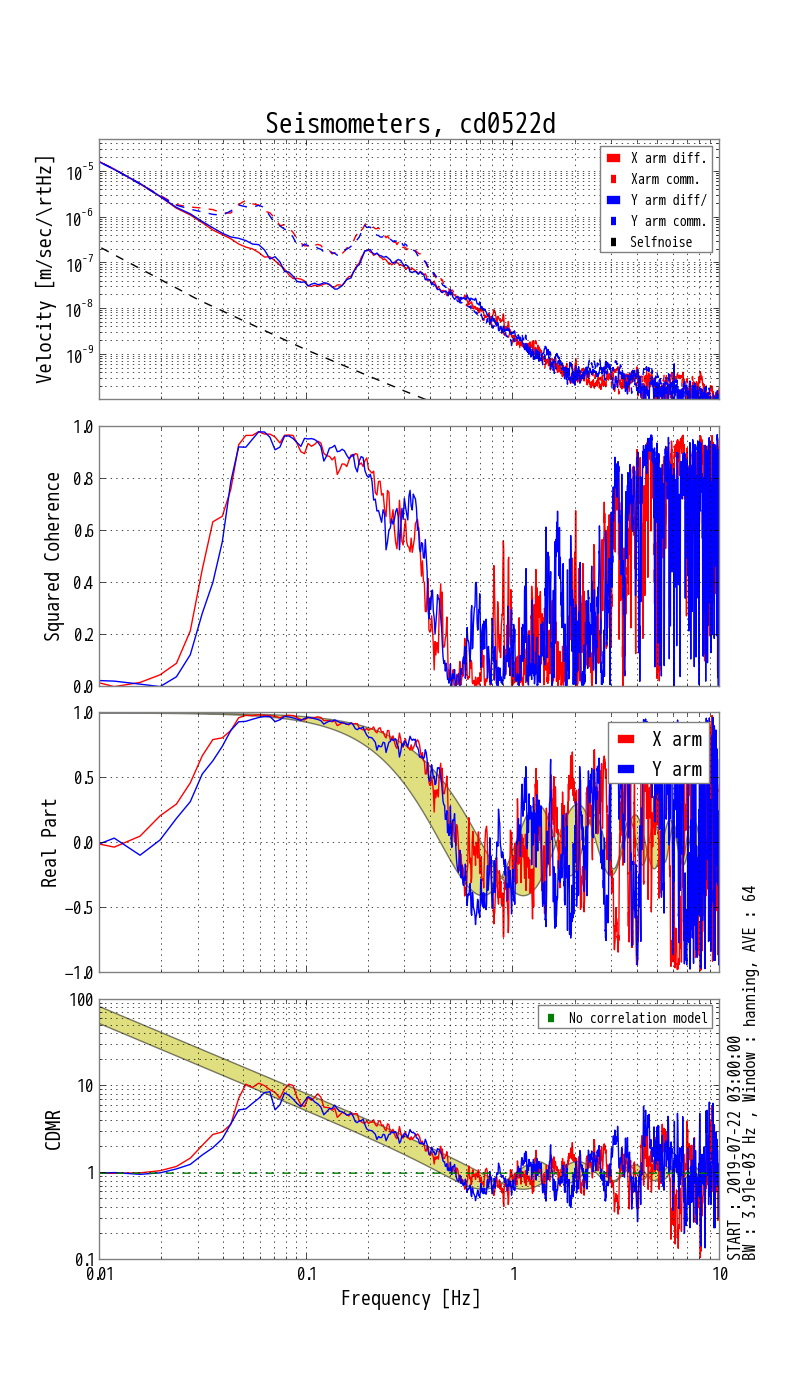 Seismometers, cd0522d
Velocity [m/sec/\rtHz]
10-5
10-6
10-7
10-8
10-9
X arm diff.
Xarm comm.
Y arm diff/
Y arm comm.
Selfnoise
Squared Coherence
1.0
0.8
0.6
0.4
0.2
0.0
Real Part
1.0
0.5
0.0
−0.5
−1.0
X arm
Y arm
CDMR
100
10
1
0.1
No correlation model
0.01
0.1
1
10
Frequency [Hz]
START : 2019-07-22 03:00:00
BW : 3.91e-03 Hz , Window : hanning, AVE : 64